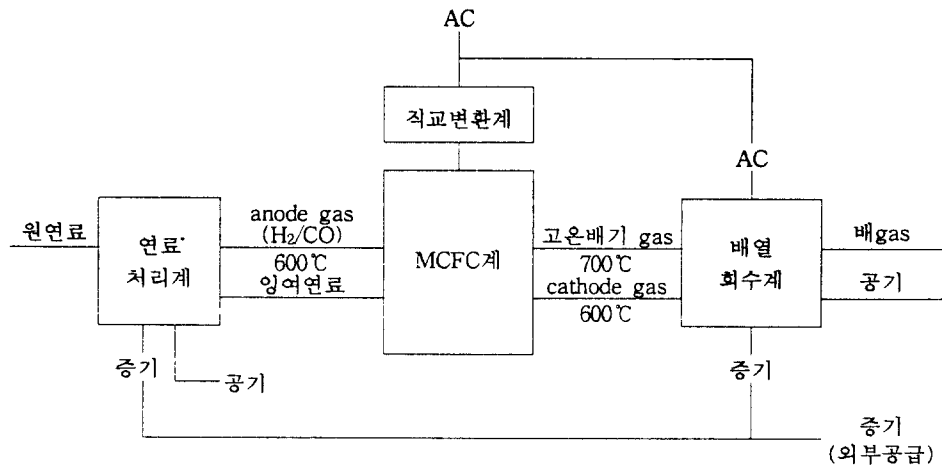 AC
직교변환계
AC
원연료
연료*
처리계
anode gas
(H₂/CO)
600℃
잉여연료
MCFC계
고온배기 gas
700℃
cathode gas
600℃
배열
회수계
배gas
공기
증기
공기
증기
증기
(외부공급)